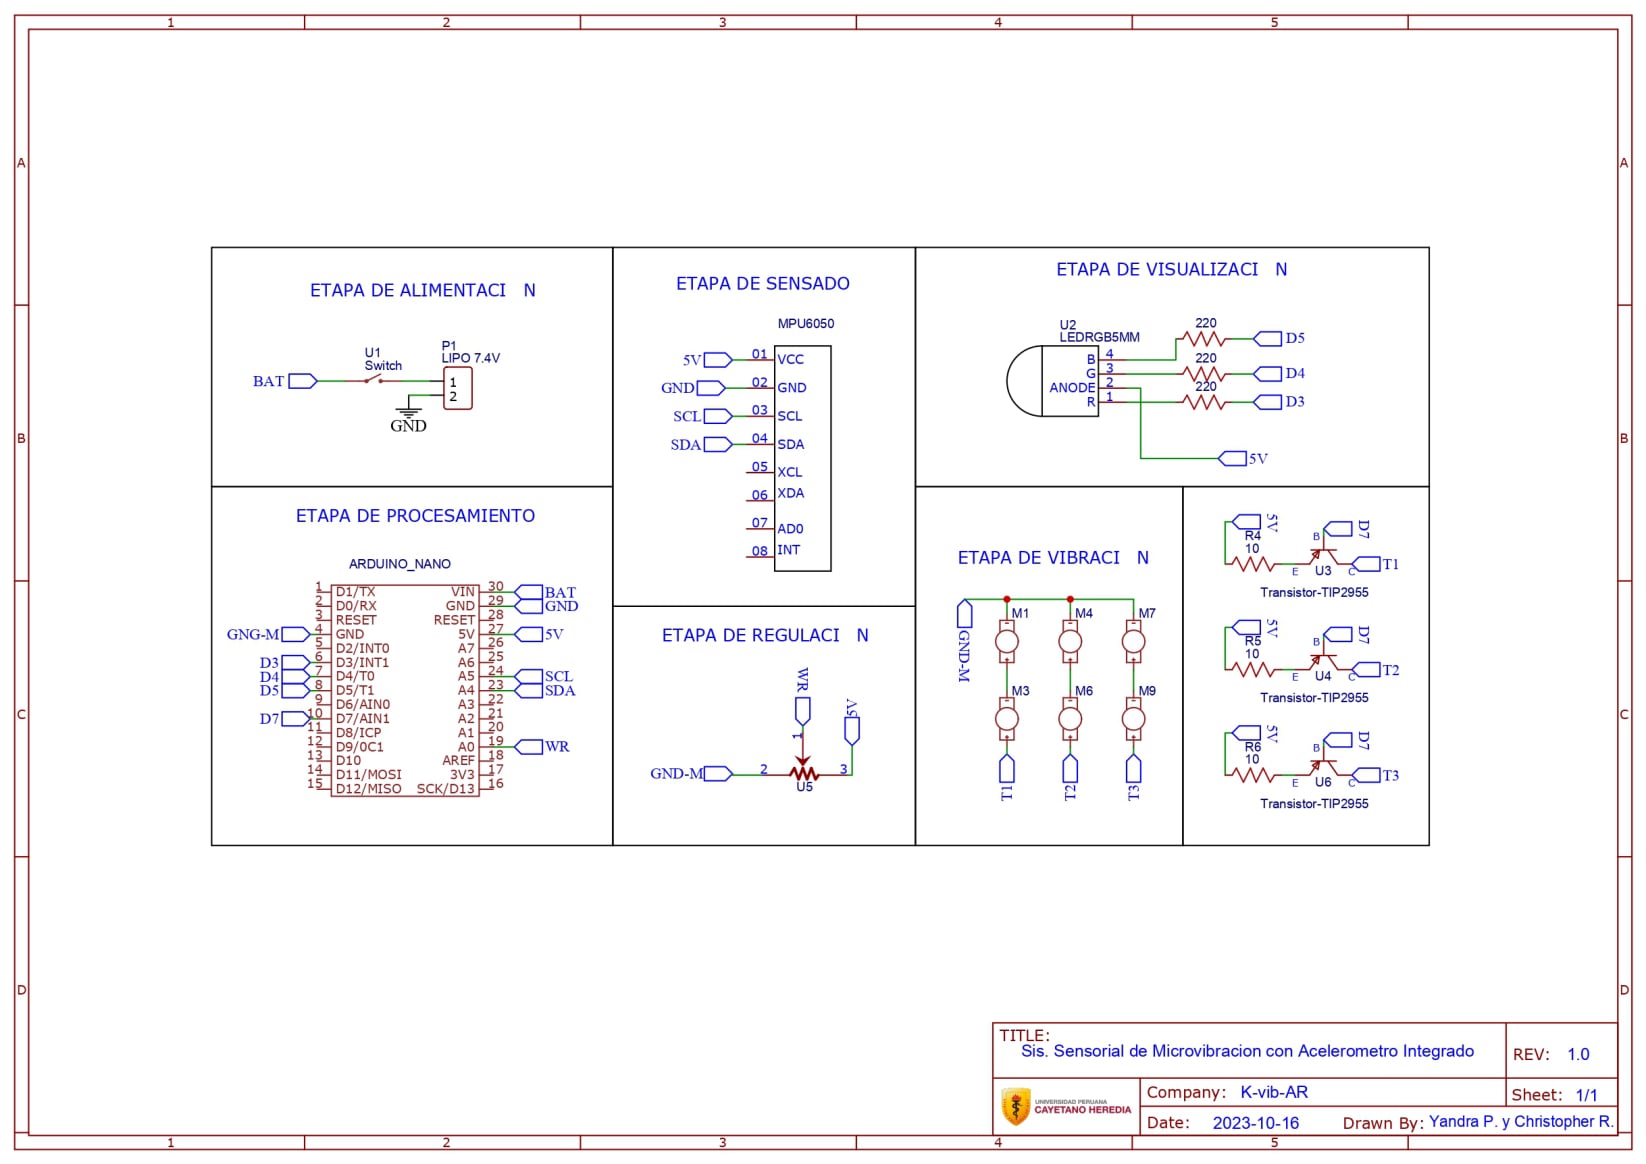 1 2 3 4 5
A A
B B
C C
D D
1 2 3 4 5
ETAPA DE ALIMENTACI N
BAT
U1
Switch
P1
LIPO 7.4V
1
2
GND
ETAPA DE SENSADO
MPU6050
5V 01 VCC
GND 02 GND
SCL 03 SCL
SDA 04 SDA
05 XCL
06 XDA
07 AD0
08 INT
ETAPA DE VISUALIZACI N
U2
LEDRGB5MM
B 4 220 D5
G 3 220 D4
ANODE 2 220
R 1 D3
5V
ETAPA DE PROCESAMIENTO
ARDUINO_NANO
1 D1/TX VIN 30 BAT
2 D0/RX GND 29 GND
3 RESET RESET 28
GNG-M 4 GND 5V 27 5V
5 D2/INT0 A7 26
D3 6 D3/INT1 A6 25
D4 7 D4/T0 A5 24 SCL
D5 8 D5/T1 A4 23 SDA
9 D6/AIN0 A3 22
D7 10 D7/AIN1 A2 21
11 D8/ICP A1 20
12 D9/0C1 A0 19 WR
13 D10 AREF 18
14 D11/MOSI 3V3 17
15 D12/MISO SCK/D13 16
ETAPA DE REGULACI N
WR
5V
1
GND-M 2 3
U5
ETAPA DE VIBRACI N
GND-M
M1 M4 M7
M3 M6 M9
T1 T2 T3
5V D7
R4 B
10
E U3 C T1
Transistor-TIP2955
5V D7
R5 B
10
E U4 C T2
Transistor-TIP2955
5V D7
R6 B
10
E U6 C T3
Transistor-TIP2955
TITLE:
Sis. Sensorial de Microvibracion con Acelerometro Integrado
REV: 1.0
UNIVERSIDAD PERUANA
CAYETANO HEREDIA
Company: K-vib-AR
Sheet: 1/1
Date: 2023-10-16
Drawn By: Yandra P. y Christopher R.